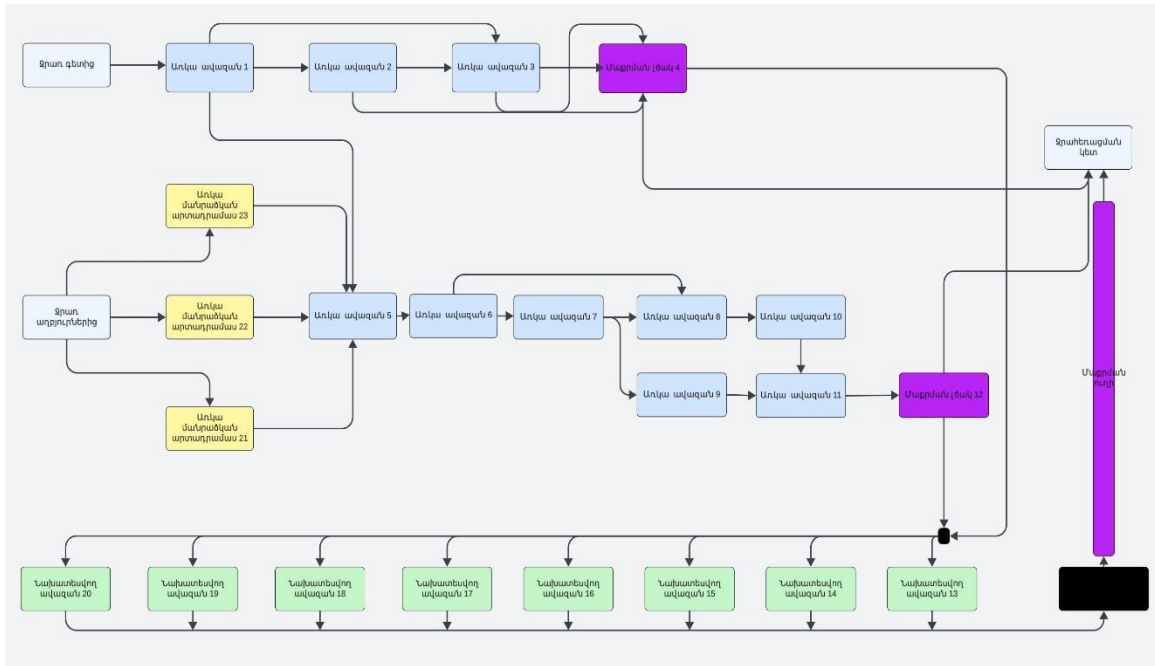 Ջրառ գետից
Առկա ավազան 1
Առկա ավազան 2
Առկա ավազան 3
Մաքրման լճակ 4
Ջրահեռացման
կետ
Առկա
մանրածկան
արտադրամաս 23
Ջրառ
աղբյուրներից
Առկա
մանրածկան
արտադրամաս 22
Առկա ավազան 5
Առկա ավազան 6
Առկա ավազան 7
Առկա ավազան 8
Առկա ավազան 10
Մաքրման
ուղի
Առկա ավազան 9
Առկա ավազան 11
Մաքրման լճակ 12
Առկա
մանրածկան
արտադրամաս 21
Նախատեսվող
ավազան 20
Նախատեսվող
ավազան 19
Նախատեսվող
ավազան 18
Նախատեսվող
ավազան 17
Նախատեսվող
ավազան 16
Նախատեսվող
ավազան 15
Նախատեսվող
ավազան 14
Նախատեսվող
ավազան 13